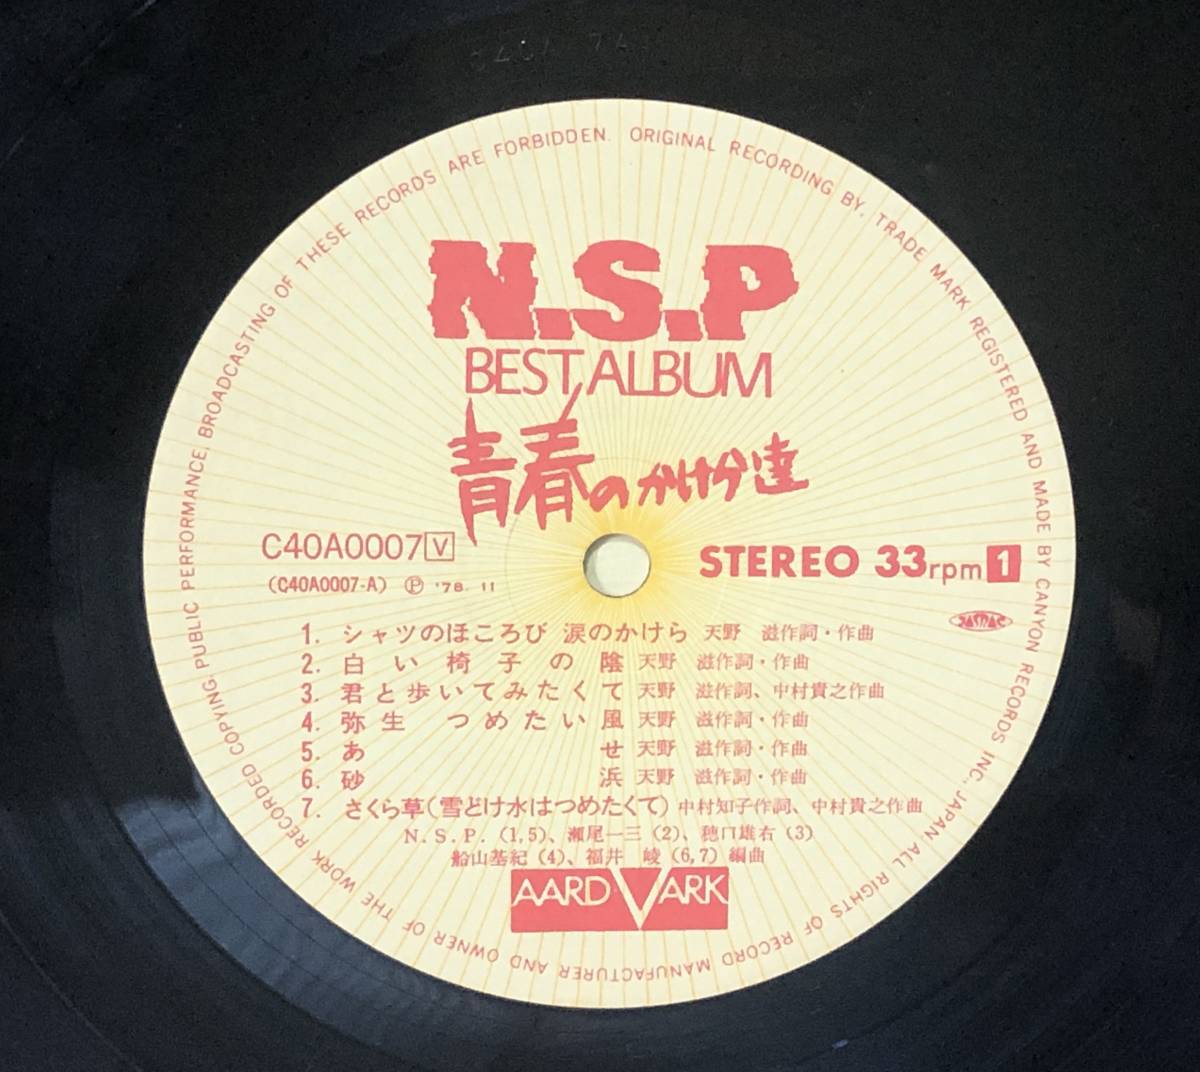 ORIGINAL RECORDING BY, TRADE MARK REGISTERED AND MADE BY CANYON RECORDS INC., JAPAN ALL RIGHTS OF RECORD MANUFACTURER AND OWNER OF THE WORK RECORDED COPYING, PUBLIC PERFORMANCE, BROADCASTING OF THESE RECORDS ARE FORBIDDEN.
N.S.P
BEST ALBUM
青春のかけら達
C40A0007 V
STEREO 33rpm 1
(C40A0007-A) Ⓟ '78. 11
JASRAC
1. シャツのほころび 涙のかけら 天野 滋作詞・作曲
2. 白い椅子の陰 天野 滋作詞・作曲
3. 君と歩いてみたくて 天野 滋作詞、中村貴之作曲
4. 弥生 つめたい風 天野 滋作詞・作曲
5. あせ 天野 滋作詞・作曲
6. 砂浜 天野 滋作詞・作曲
7. さくら草(雪どけ水はつめたくて) 中村知子作詞、中村貴之作曲
N.S.P. (1,5)、瀬尾一三 (2)、穂口雄右 (3)
船山基紀 (4)、福井 崚 (6,7) 編曲
AARDVARK